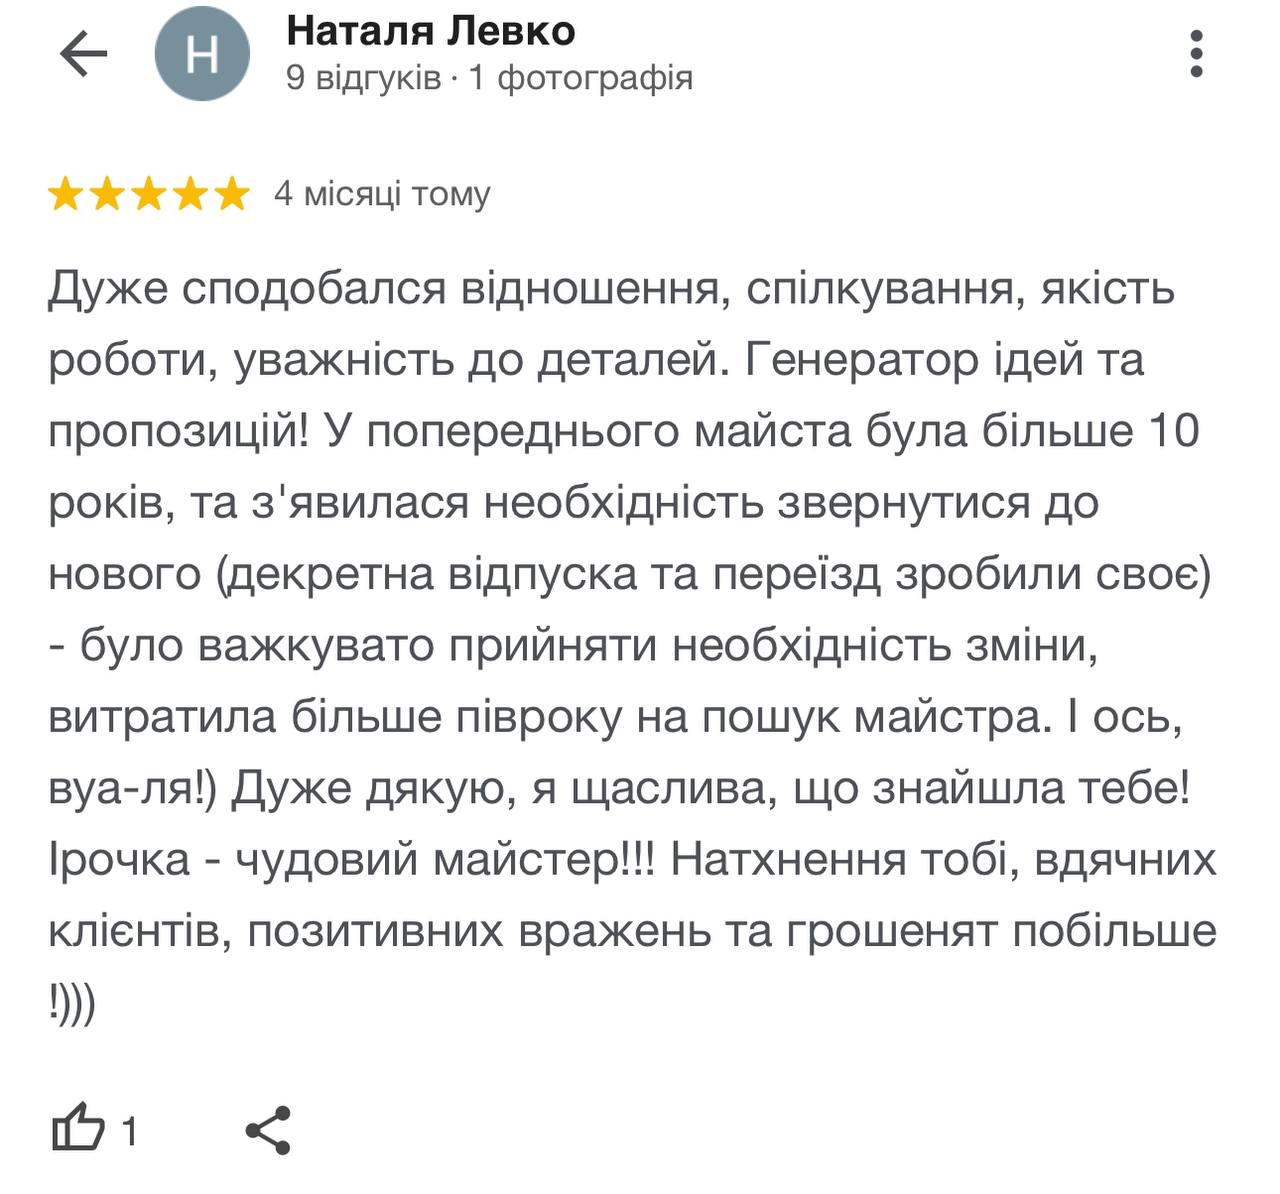 Н
Наталя Левко
9 відгуків · 1 фотографія
4 місяці тому
Дуже сподобался відношення, спілкування, якість
роботи, уважність до деталей. Генератор ідей та
пропозицій! У попереднього майста була більше 10
років, та з'явилася необхідність звернутися до
нового (декретна відпуска та переїзд зробили своє)
- було важкувато прийняти необхідність зміни,
витратила більше півроку на пошук майстра. І ось,
вуа-ля!) Дуже дякую, я щаслива, що знайшла тебе!
Ірочка - чудовий майстер!!! Натхнення тобі, вдячних
клієнтів, позитивних вражень та грошенят побільше
!)))
1